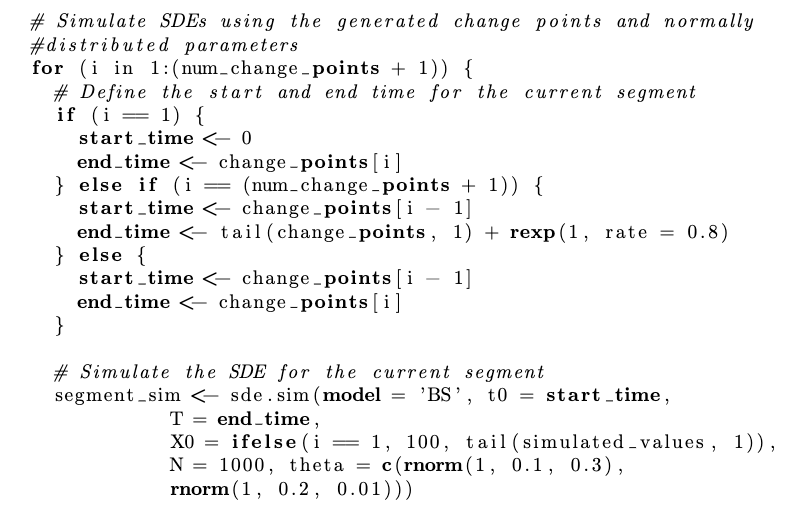 # Simulate SDEs using the generated change points and normally
#distributed parameters
for (i in 1:(num_change_points + 1)) {
# Define the start and end time for the current segment
if (i == 1) {
start_time <- 0
end_time <- change_points[i]
} else if (i == (num_change_points + 1)) {
start_time <- change_points[i - 1]
end_time <- tail(change_points, 1) + rexp(1, rate = 0.8)
} else {
start_time <- change_points[i - 1]
end_time <- change_points[i]
}
# Simulate the SDE for the current segment
segment_sim <- sde.sim(model = 'BS', t0 = start_time,
T = end_time,
X0 = ifelse(i == 1, 100, tail(simulated_values, 1)),
N = 1000, theta = c(rnorm(1, 0.1, 0.3),
rnorm(1, 0.2, 0.01)))